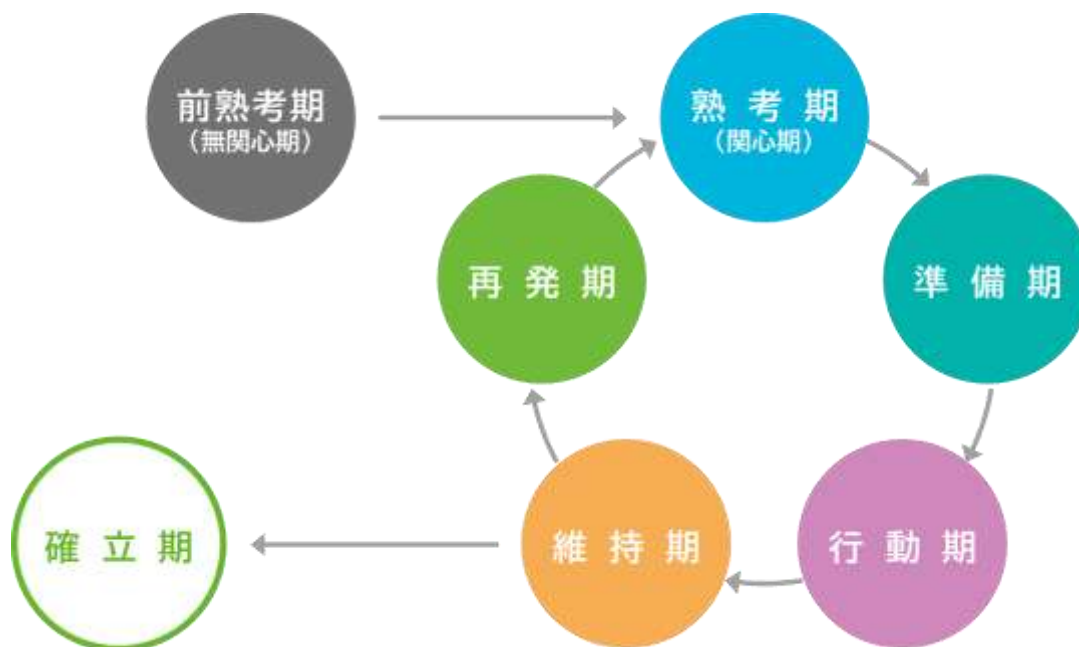 前熟考期
（無関心期）
熟考期
（関心期）
再発期
準備期
確立期
維持期
行動期